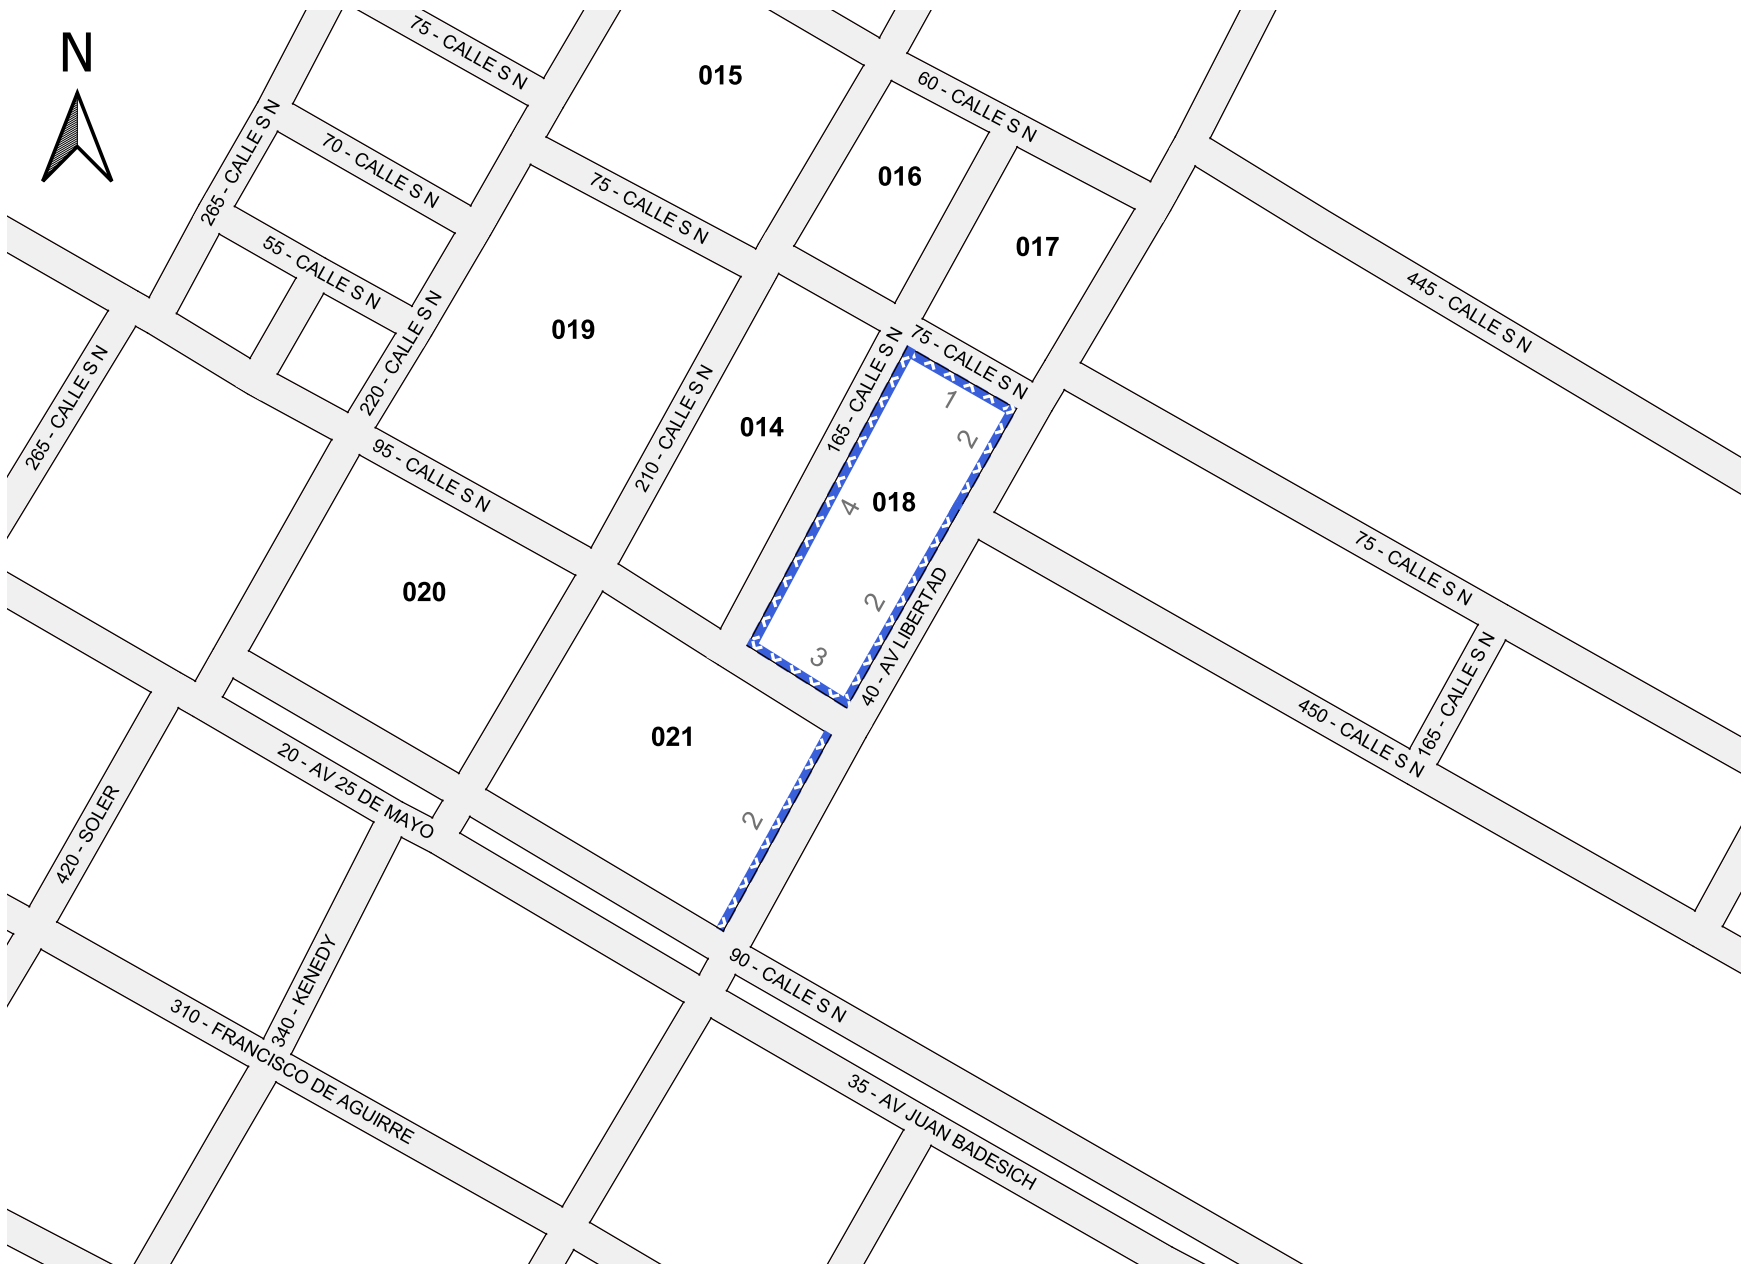 N
75 - CALLE S N
015
60 - CALLE S N
265 - CALLE S N
70 - CALLE S N
016
75 - CALLE S N
017
55 - CALLE S N
445 - CALLE S N
220 - CALLE S N
019
265 - CALLE S N
75 - CALLE S N
165 - CALLE S N
1
2
210 - CALLE S N
014
95 - CALLE S N
4
018
75 - CALLE S N
020
2
40 - AV LIBERTAD
3
165 - CALLE S N
450 - CALLE S N
021
20 - AV 25 DE MAYO
2
420 - SOLER
90 - CALLE S N
340 - KENEDY
310 - FRANCISCO DE AGUIRRE
35 - AV JUAN BADESICH